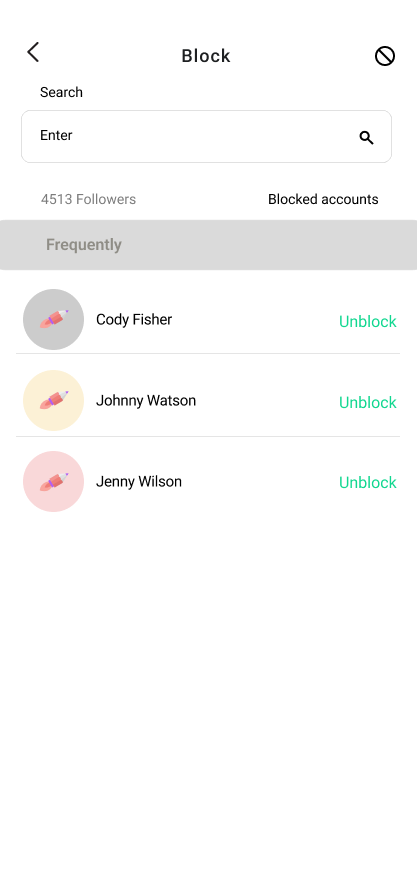 Block
Search
Enter
4513 Followers Blocked accounts
Frequently
Cody Fisher Unblock
Johnny Watson Unblock
Jenny Wilson Unblock